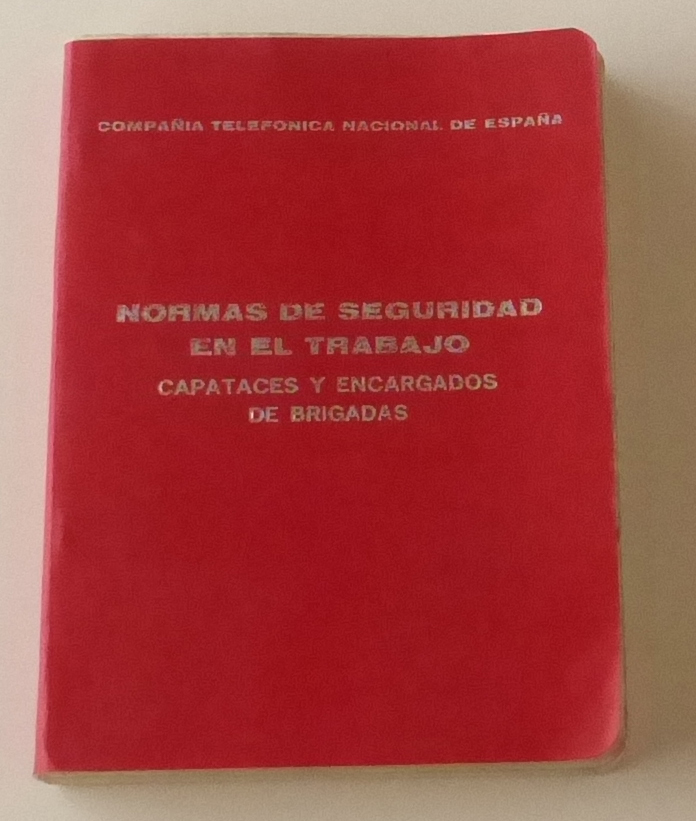 COMPAÑIA TELEFONICA NACIONAL DE ESPAÑA
NORMAS DE SEGURIDAD
EN EL TRABAJO
CAPATACES Y ENCARGADOS
DE BRIGADAS